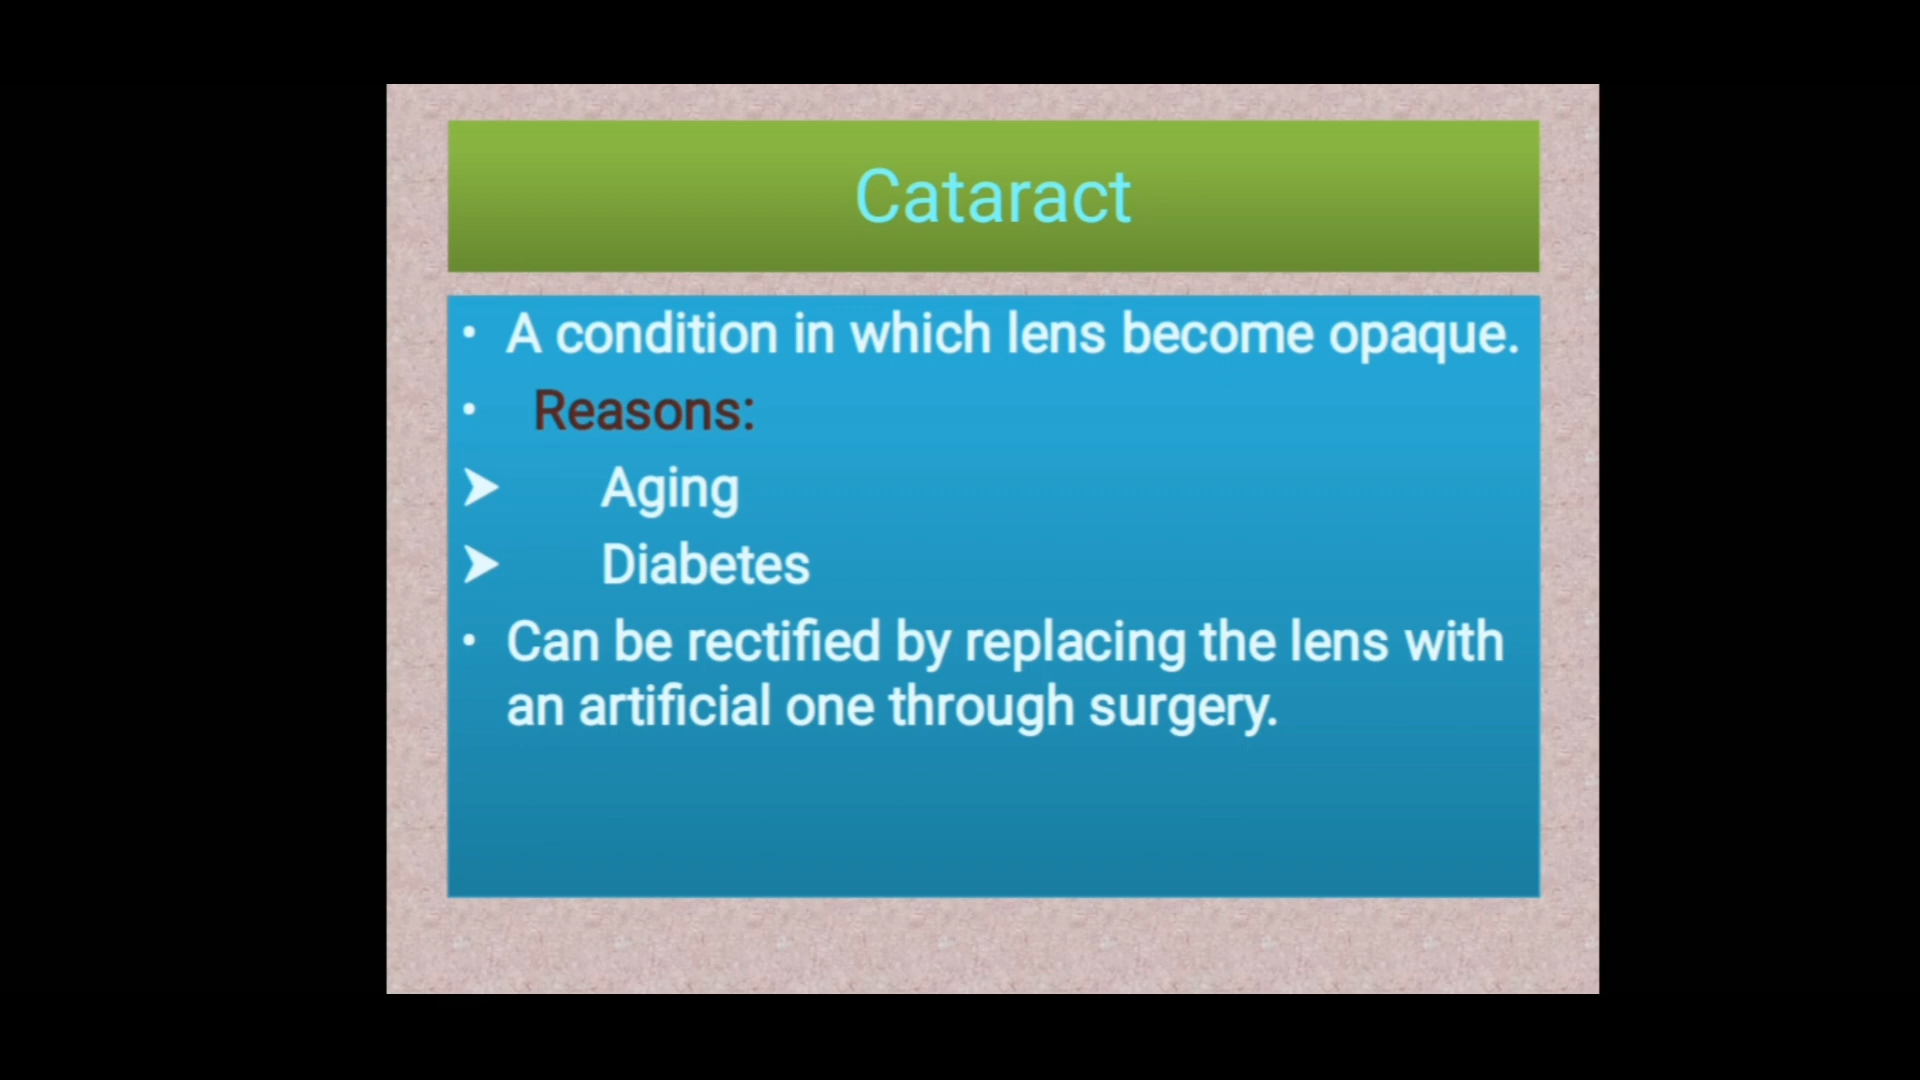 Cataract
• A condition in which lens become opaque.
• Reasons:
➤ Aging
➤ Diabetes
• Can be rectified by replacing the lens with
an artificial one through surgery.